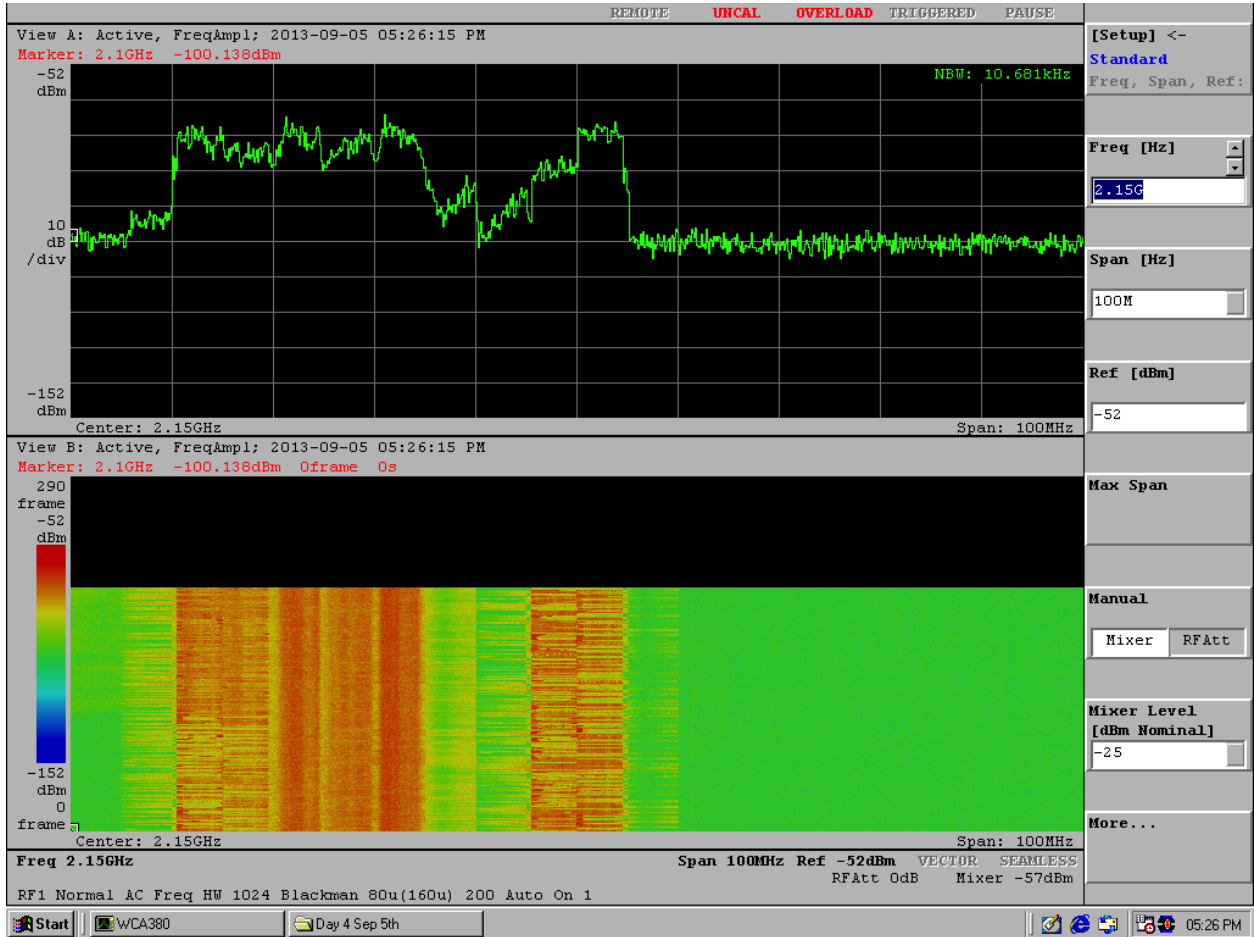 REMOTE UNCAL OVERLOAD TRIGGERED PAUSE
View A: Active, FreqAmpl; 2013-09-05 05:26:15 PM
Marker: 2.1GHz -100.138dBm
-52
dBm
NBW: 10.681kHz
10
dB
/div
-152
dBm
Center: 2.15GHz Span: 100MHz
View B: Active, FreqAmpl; 2013-09-05 05:26:15 PM
Marker: 2.1GHz -100.138dBm 0frame 0s
290
frame
-52
dBm
-152
dBm
0
frame
Center: 2.15GHz Span: 100MHz
Freq 2.15GHz Span 100MHz Ref -52dBm VECTOR SEAMLESS
RFAtt 0dB Mixer -57dBm
RF1 Normal AC Freq HW 1024 Blackman 80u(160u) 200 Auto On 1
[Setup] <-
Standard
Freq, Span, Ref:
Freq [Hz]
2.15G
Span [Hz]
100M
Ref [dBm]
-52
Max Span
Manual
Mixer RFAtt
Mixer Level
[dBm Nominal]
-25
More...
Start WCA380 Day 4 Sep 5th 05:26 PM